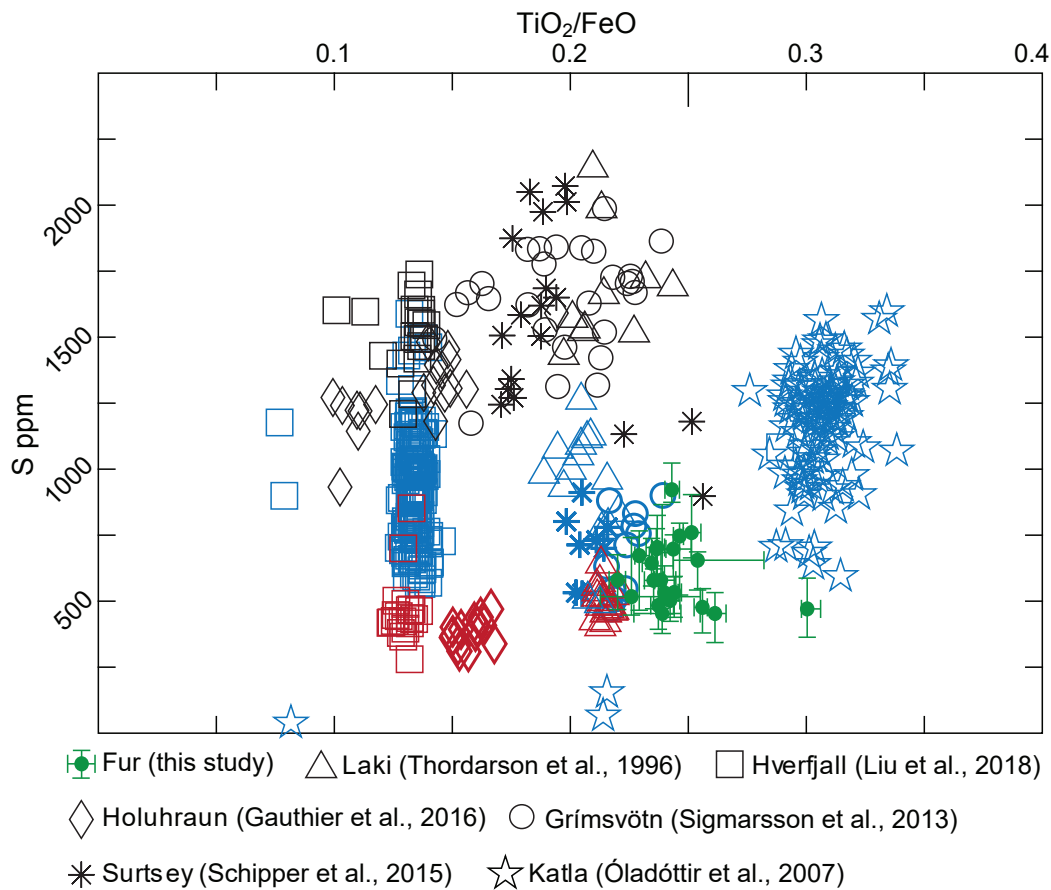 TiO₂/FeO
0.1 0.2 0.3 0.4
2000
1500
S ppm
1000
500
Fur (this study) Laki (Thordarson et al., 1996) Hverfjall (Liu et al., 2018)
Holuhraun (Gauthier et al., 2016) Grímsvötn (Sigmarsson et al., 2013)
Surtsey (Schipper et al., 2015) Katla (Óladóttir et al., 2007)